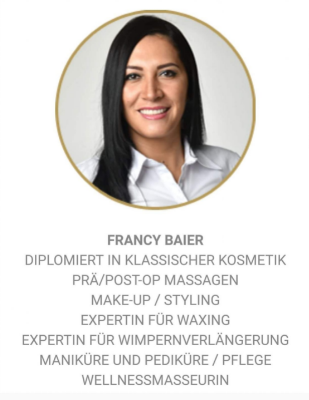 FRANCY BAIER
DIPLOMIERT IN KLASSISCHER KOSMETIK
PRÄ/POST-OP MASSAGEN
MAKE-UP / STYLING
EXPERTIN FÜR WAXING
EXPERTIN FÜR WIMPERNVERLÄNGERUNG
MANIKÜRE UND PEDIKÜRE / PFLEGE
WELLNESSMASSEURIN